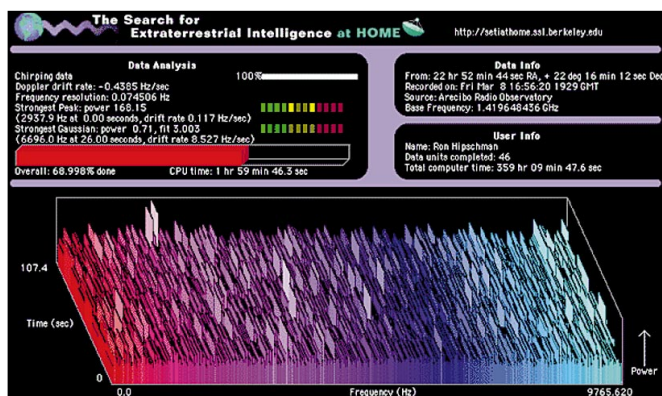 The Search for
Extraterrestrial Intelligence at HOME
http://setiathome.ssl.berkeley.edu
Data Analysis
Chirping data 100%
Doppler drift rate: -0.4385 Hz/sec
Frequency resolution: 0.074506 Hz
Strongest Peak: power 168.15
(2937.9 Hz at 0.00 seconds, drift rate 0.117 Hz/sec)
Strongest Gaussian: power 0.71, fit 3.003
(6696.0 Hz at 26.00 seconds, drift rate 8.527 Hz/sec)
Overall: 68.998% done CPU time: 1 hr 59 min 46.3 sec
Data Info
From: 22 hr 52 min 44 sec RA, + 22 deg 16 min 12 sec Dec
Recorded on: Fri Mar 8 16:56:20 1929 GMT
Source: Arecibo Radio Observatory
Base Frequency: 1.419648436 GHz
User Info
Name: Ron Hipschman
Data units completed: 46
Total computer time: 359 hr 09 min 47.6 sec
107.4
Time (sec)
0
0.0
Frequency (Hz)
9765.620
Power